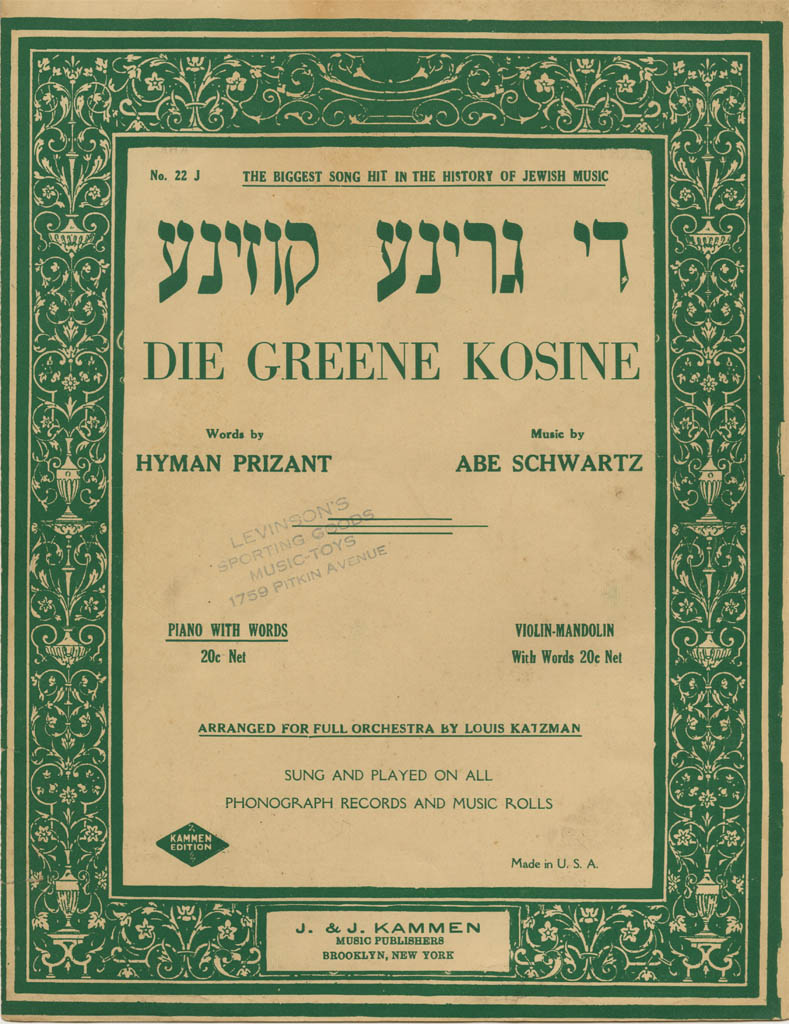 No. 22 J THE BIGGEST SONG HIT IN THE HISTORY OF JEWISH MUSIC
די גרינע קוזינע
DIE GREENE KOSINE
Words by
HYMAN PRIZANT
Music by
ABE SCHWARTZ
LEVINSON'S
SPORTING GOODS
MUSIC-TOYS
1759 PITKIN AVENUE
PIANO WITH WORDS
20c Net
VIOLIN-MANDOLIN
With Words 20c Net
ARRANGED FOR FULL ORCHESTRA BY LOUIS KATZMAN
SUNG AND PLAYED ON ALL
PHONOGRAPH RECORDS AND MUSIC ROLLS
KAMMEN
EDITION
Made in U. S. A.
J. & J. KAMMEN
MUSIC PUBLISHERS
BROOKLYN, NEW YORK